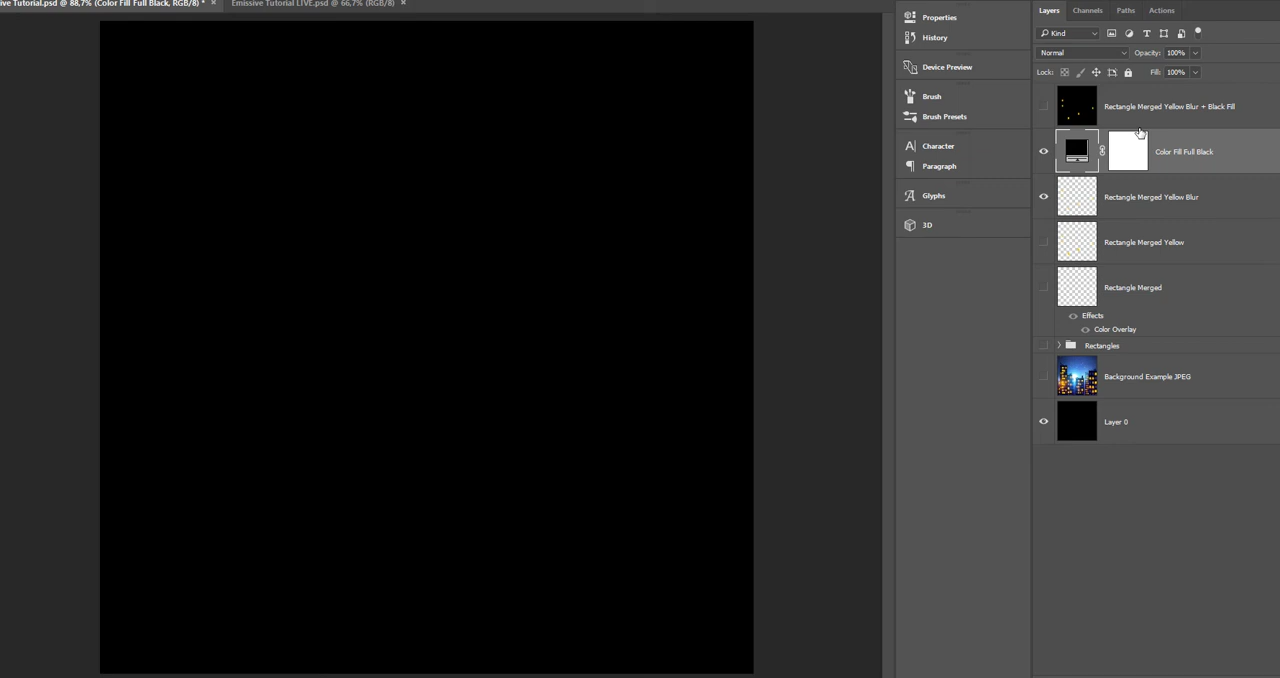 ve Tutorial.psd @ 88,7% (Color Fill Full Black, RGB/8) *
Emissive Tutorial LIVE.psd @ 66,7% (RGB/8)
Properties
History
Device Preview
Brush
Brush Presets
Character
Paragraph
Glyphs
3D
Layers Channels Paths Actions
Kind
Normal Opacity: 100%
Lock: Fill: 100%
Rectangle Merged Yellow Blur + Black Fill
Color Fill Full Black
Rectangle Merged Yellow Blur
Rectangle Merged Yellow
Rectangle Merged
Effects
Color Overlay
Rectangles
Background Example JPEG
Layer 0